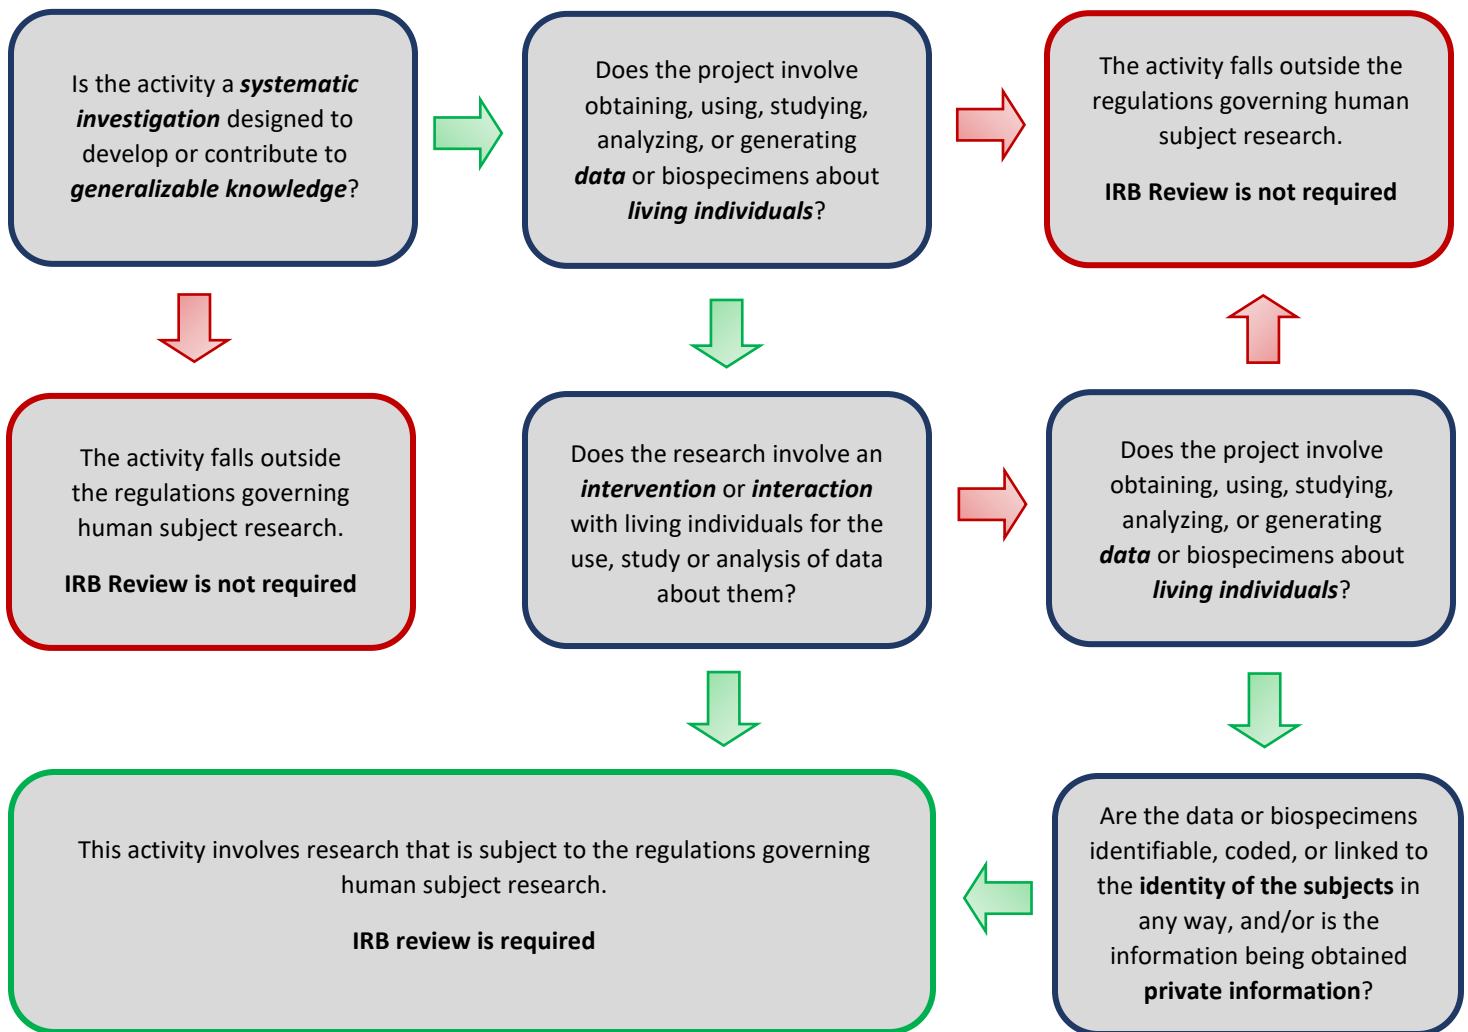 Is the activity a systematic
investigation designed to
develop or contribute to
generalizable knowledge?
Does the project involve
obtaining, using, studying,
analyzing, or generating
data or biospecimens about
living individuals?
The activity falls outside the
regulations governing human
subject research.
IRB Review is not required
The activity falls outside
the regulations governing
human subject research.
IRB Review is not required
Does the research involve an
intervention or interaction
with living individuals for the
use, study or analysis of data
about them?
Does the project involve
obtaining, using, studying,
analyzing, or generating
data or biospecimens about
living individuals?
This activity involves research that is subject to the regulations governing
human subject research.
IRB review is required
Are the data or biospecimens
identifiable, coded, or linked to
the identity of the subjects in
any way, and/or is the
information being obtained
private information?